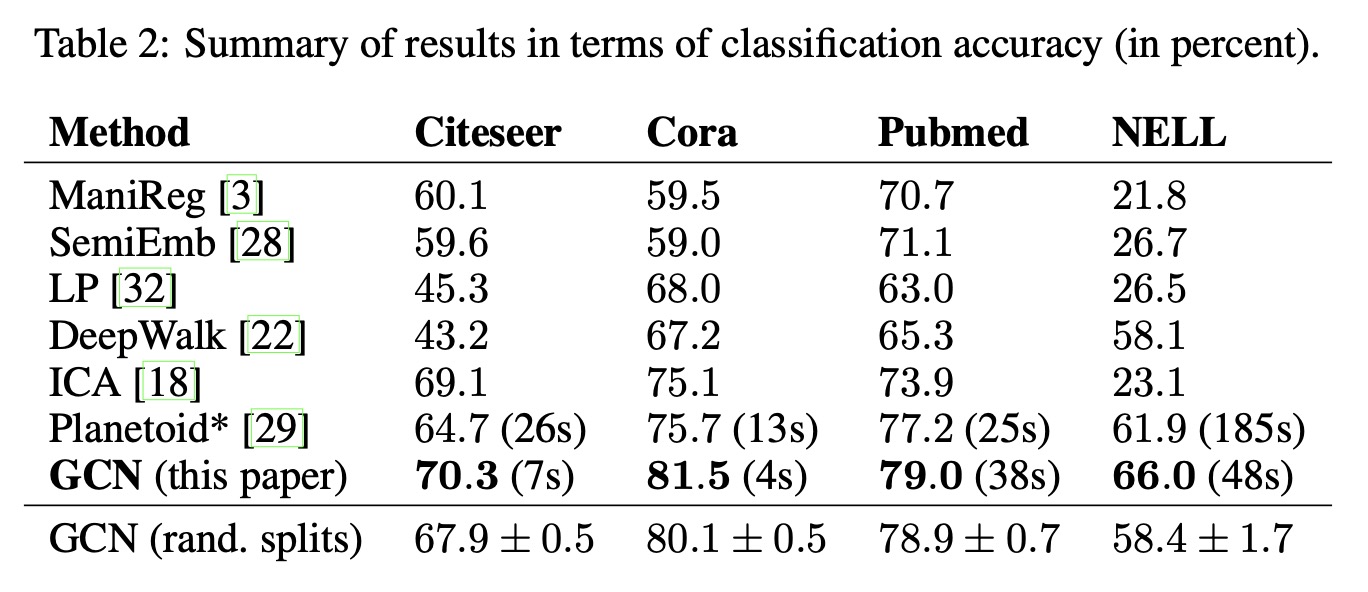 Table 2: Summary of results in terms of classification accuracy (in percent).
Method Citeseer Cora Pubmed NELL
ManiReg [3] 60.1 59.5 70.7 21.8
SemiEmb [28] 59.6 59.0 71.1 26.7
LP [32] 45.3 68.0 63.0 26.5
DeepWalk [22] 43.2 67.2 65.3 58.1
ICA [18] 69.1 75.1 73.9 23.1
Planetoid* [29] 64.7 (26s) 75.7 (13s) 77.2 (25s) 61.9 (185s)
GCN (this paper) 70.3 (7s) 81.5 (4s) 79.0 (38s) 66.0 (48s)
GCN (rand. splits) 67.9 ± 0.5 80.1 ± 0.5 78.9 ± 0.7 58.4 ± 1.7